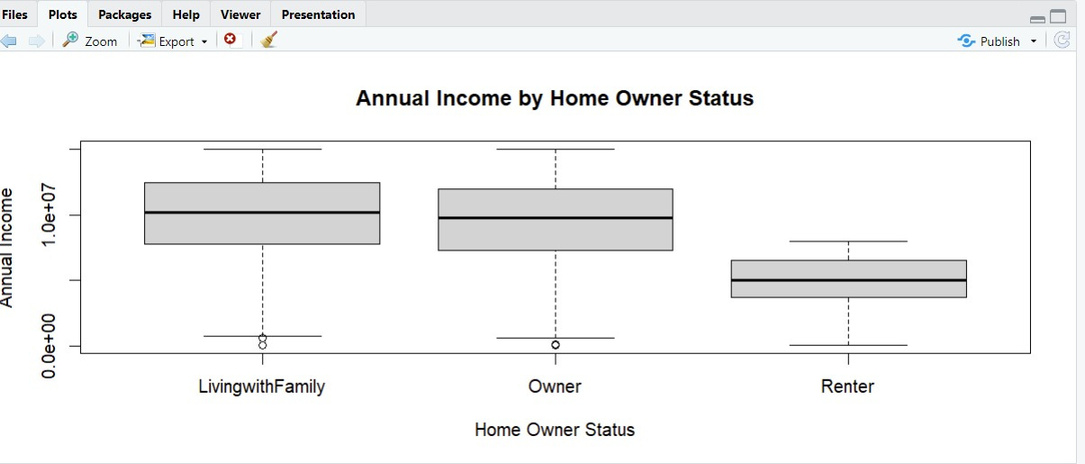 Files Plots Packages Help Viewer Presentation
Zoom Export Publish
Annual Income by Home Owner Status
Annual Income
1.0e+07
0.0e+00
LivingwithFamily Owner Renter
Home Owner Status